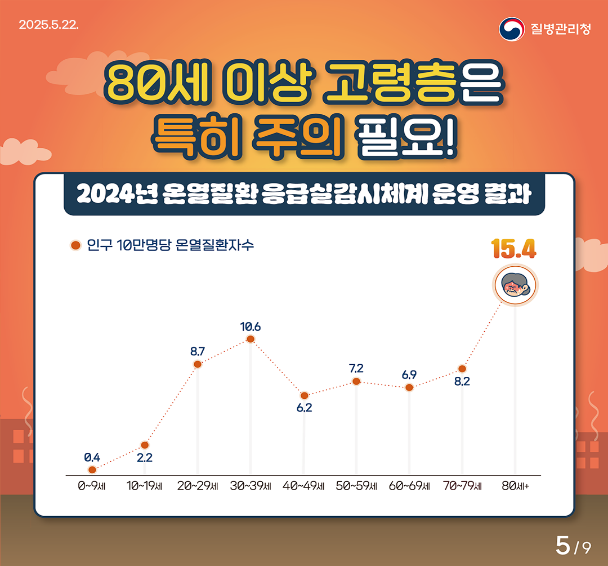 2025.5.22.
질병관리청
80세 이상 고령층은
특히 주의 필요!
2024년 온열질환 응급실감시체계 운영 결과
인구 10만명당 온열질환자수
15.4
10.6
8.7
7.2
6.9
8.2
6.2
0.4
2.2
0~9세 10~19세 20~29세 30~39세 40~49세 50~59세 60~69세 70~79세 80세+
5/9